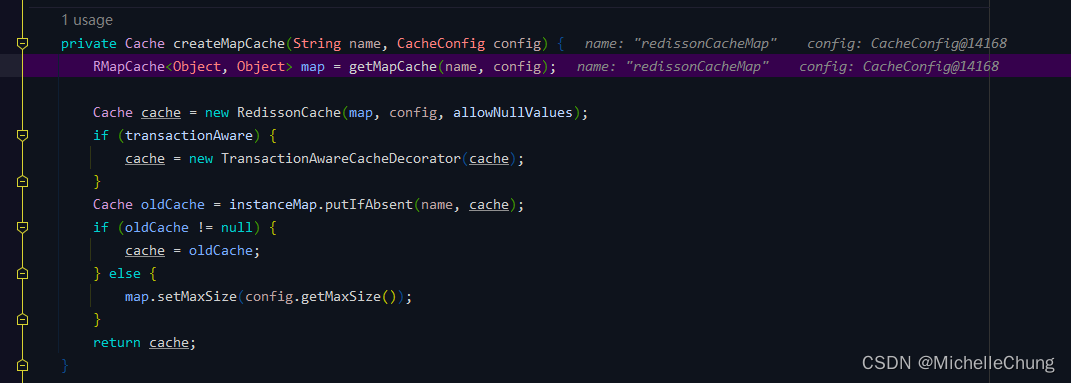 1 usage
private Cache createMapCache(String name, CacheConfig config) { name: "redissonCacheMap" config: CacheConfig@14168
RMapCache<Object, Object> map = getMapCache(name, config); name: "redissonCacheMap" config: CacheConfig@14168
Cache cache = new RedissonCache(map, config, allowNullValues);
if (transactionAware) {
cache = new TransactionAwareCacheDecorator(cache);
}
Cache oldCache = instanceMap.putIfAbsent(name, cache);
if (oldCache != null) {
cache = oldCache;
} else {
map.setMaxSize(config.getMaxSize());
}
return cache;
}
CSDN @MichelleChung